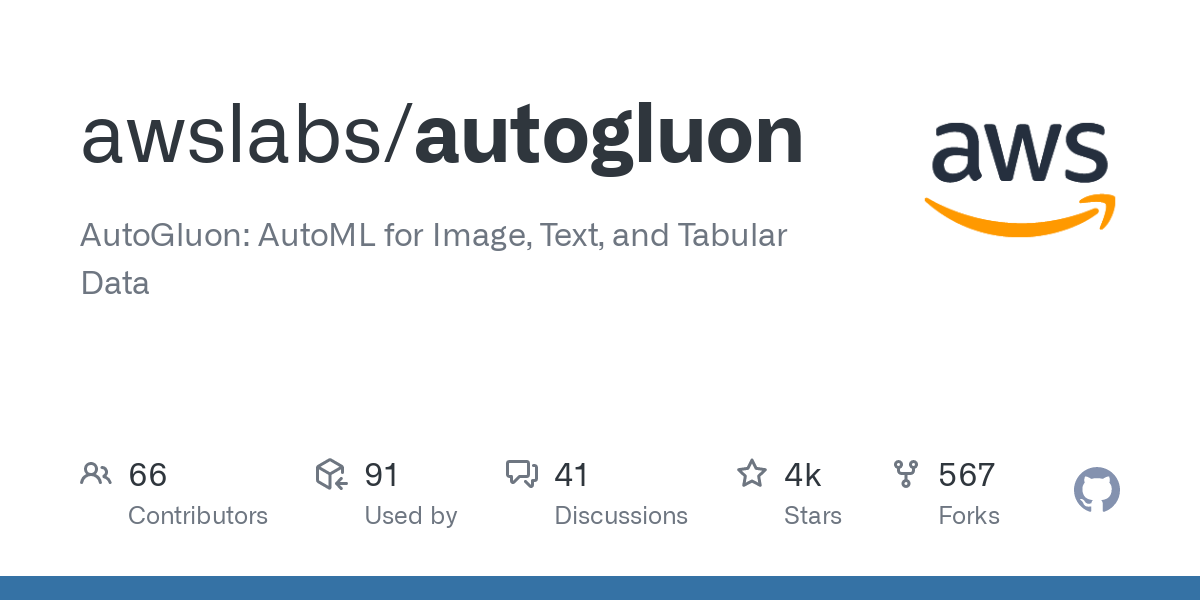 awslabs/autogluon
aws
AutoGluon: AutoML for Image, Text, and Tabular
Data
66
Contributors
91
Used by
41
Discussions
4k
Stars
567
Forks